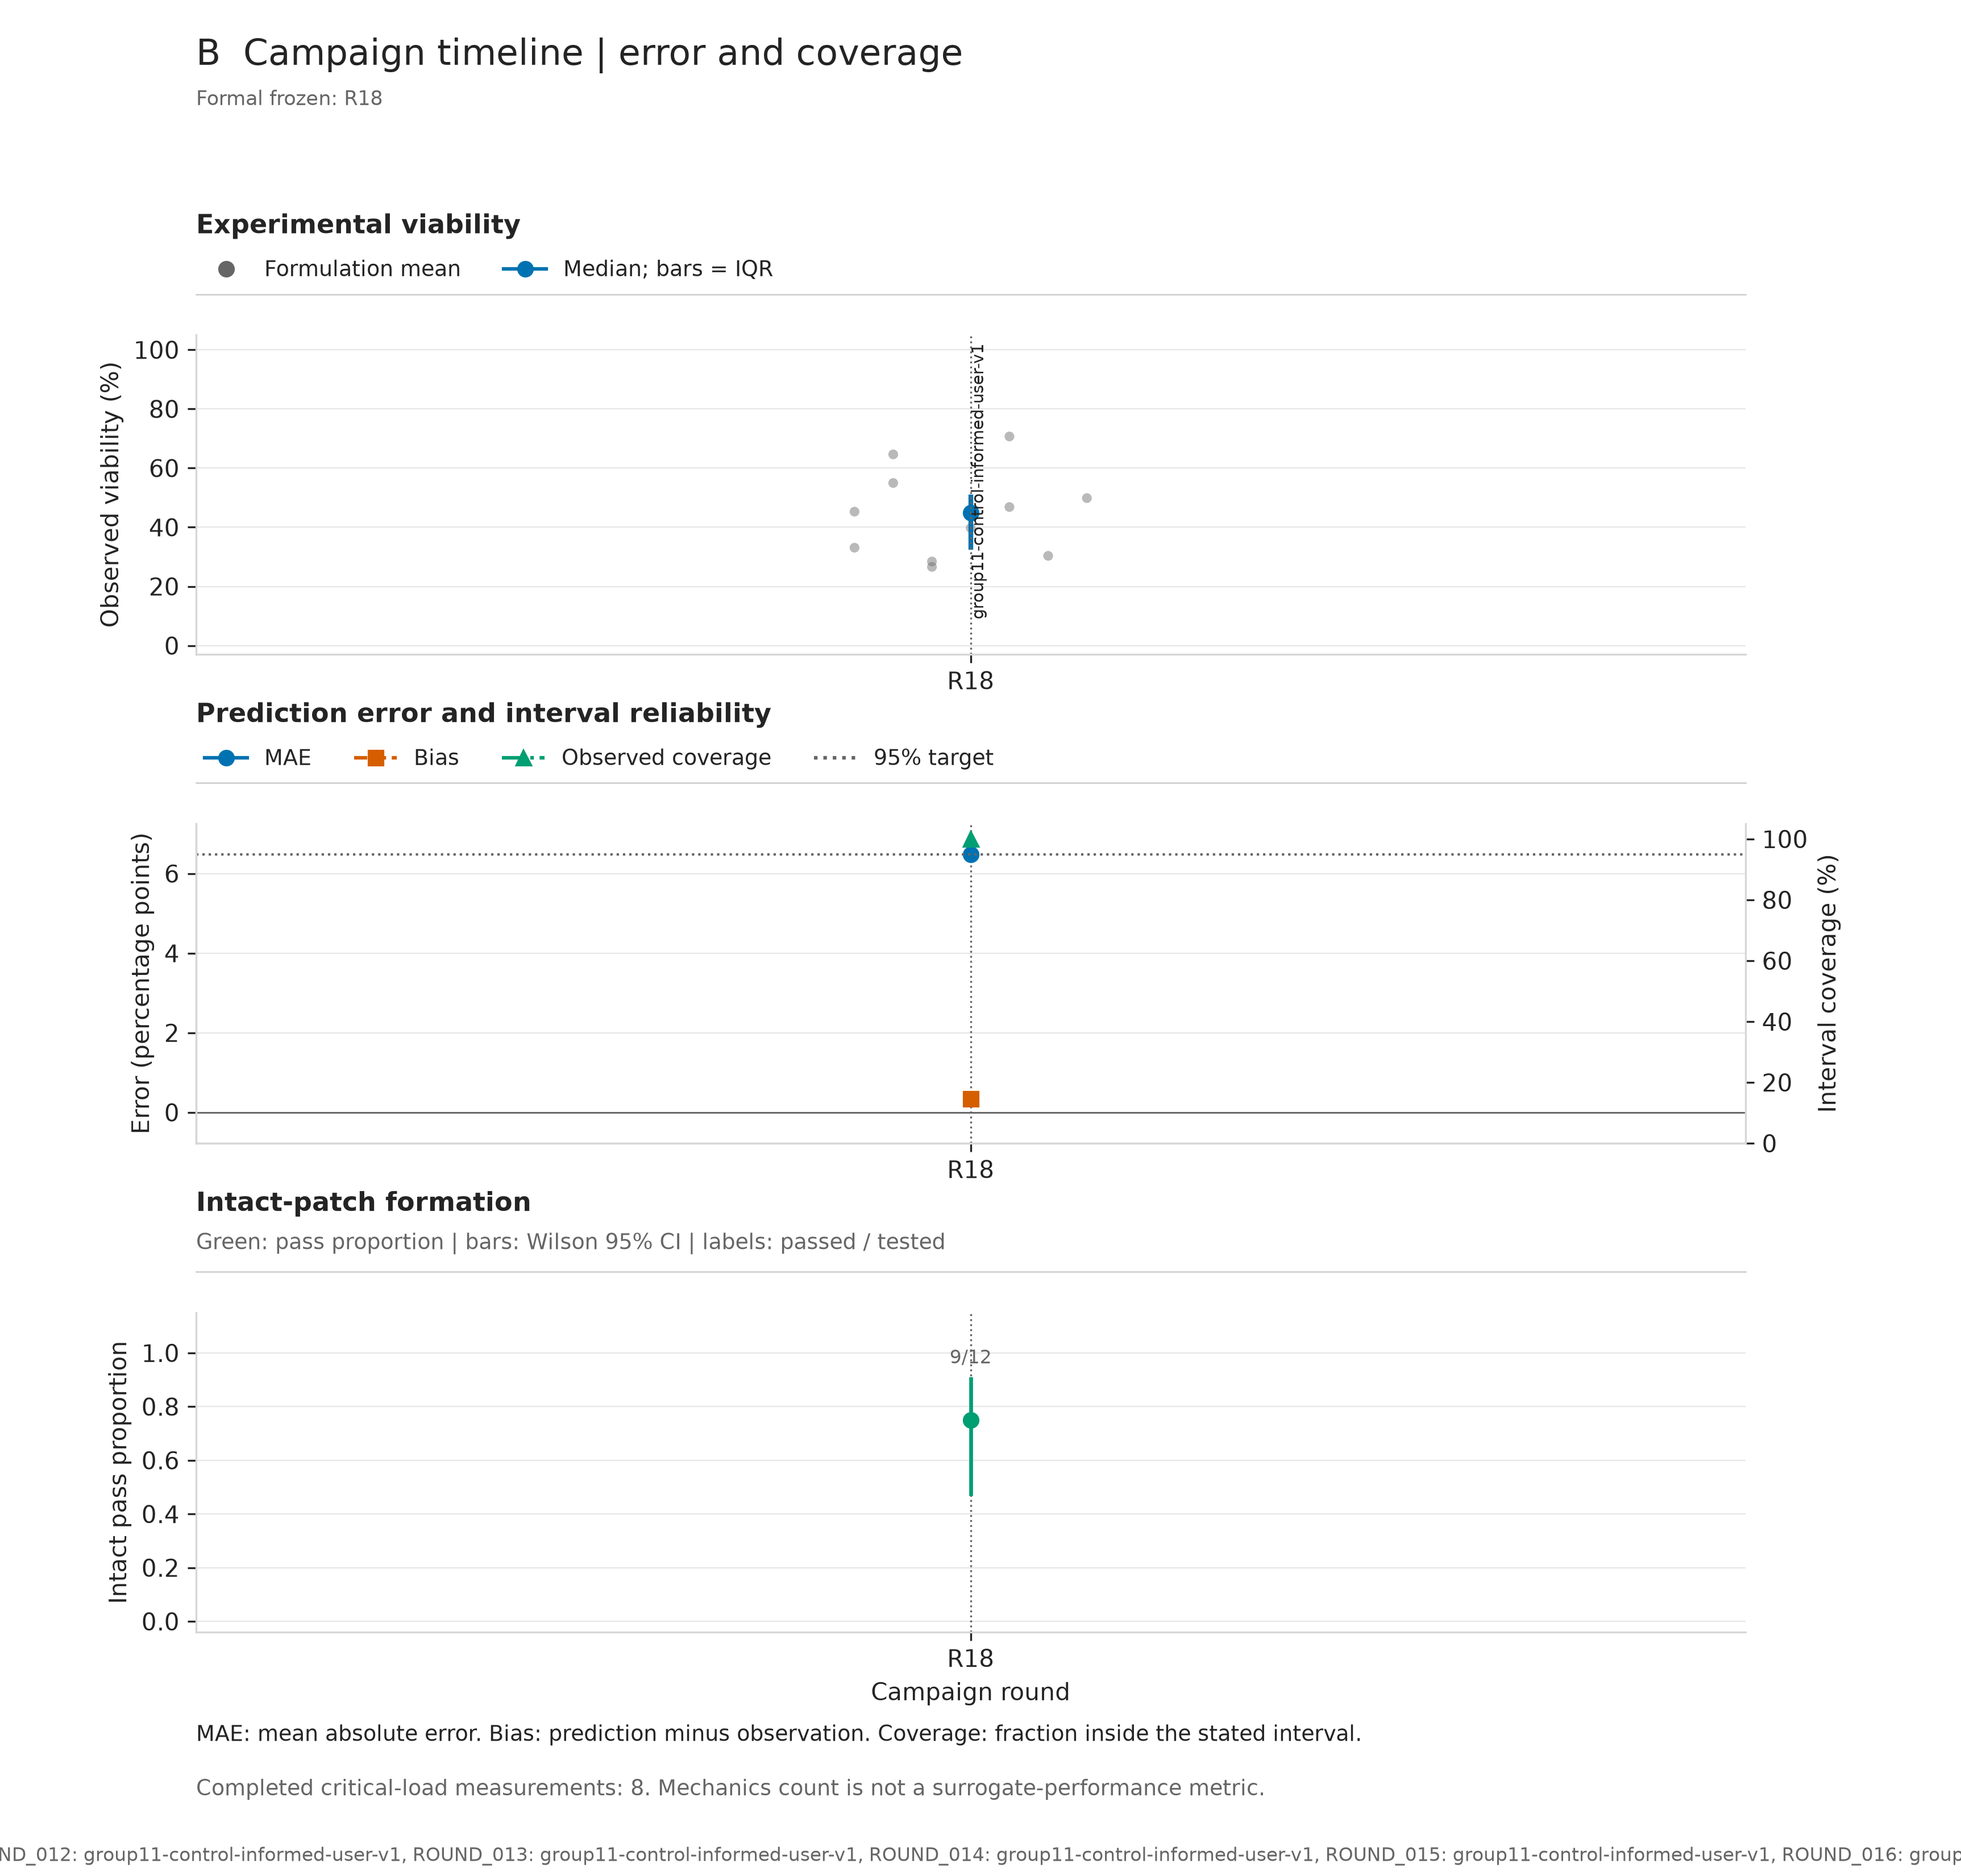 B Campaign timeline | error and coverage
Formal frozen: R18
Experimental viability
Formulation mean
Median; bars = IQR
Observed viability (%)
100
80
60
40
20
0
group11-control-informed-user-v1
R18
Prediction error and interval reliability
MAE
Bias
Observed coverage
95% target
Error (percentage points)
6
4
2
0
100
80
60
40
20
0
Interval coverage (%)
R18
Intact-patch formation
Green: pass proportion | bars: Wilson 95% CI | labels: passed / tested
Intact pass proportion
1.0
0.8
0.6
0.4
0.2
0.0
9/12
R18
Campaign round
MAE: mean absolute error. Bias: prediction minus observation. Coverage: fraction inside the stated interval.
Completed critical-load measurements: 8. Mechanics count is not a surrogate-performance metric.
ND_012: group11-control-informed-user-v1, ROUND_013: group11-control-informed-user-v1, ROUND_014: group11-control-informed-user-v1, ROUND_015: group11-control-informed-user-v1, ROUND_016: group